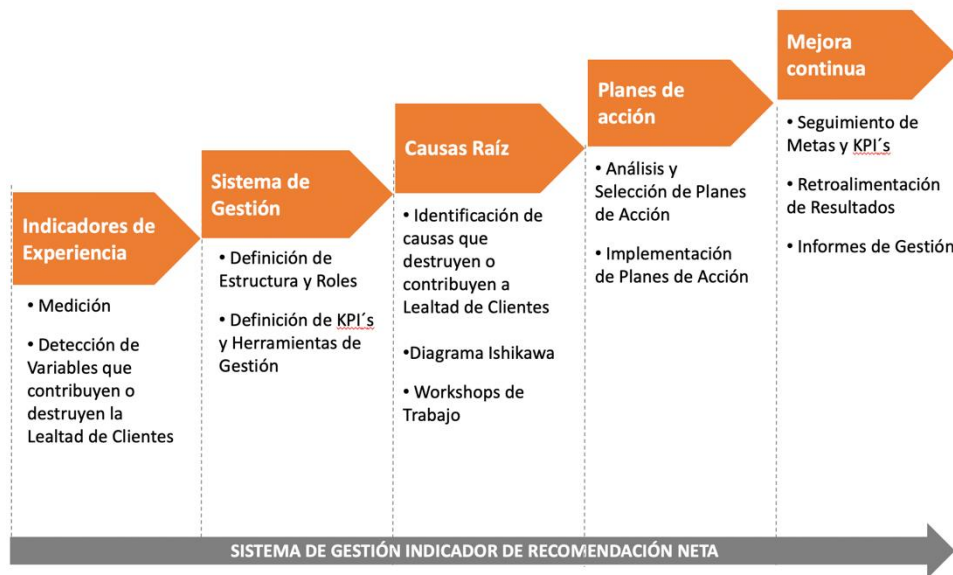 Indicadores de
Experiencia
• Medición
• Detección de
Variables que
contribuyen o
destruyen la
Lealtad de Clientes
Sistema de
Gestión
• Definición de
Estructura y Roles
• Definición de KPI´s
y Herramientas de
Gestión
Causas Raíz
• Identificación de
causas que
destruyen o
contribuyen a
Lealtad de Clientes
•Diagrama Ishikawa
• Workshops de
Trabajo
Planes de
acción
• Análisis y
Selección de Planes
de Acción
• Implementación
de Planes de Acción
Mejora
continua
• Seguimiento de
Metas y KPI´s
• Retroalimentación
de Resultados
• Informes de Gestión
SISTEMA DE GESTIÓN INDICADOR DE RECOMENDACIÓN NETA